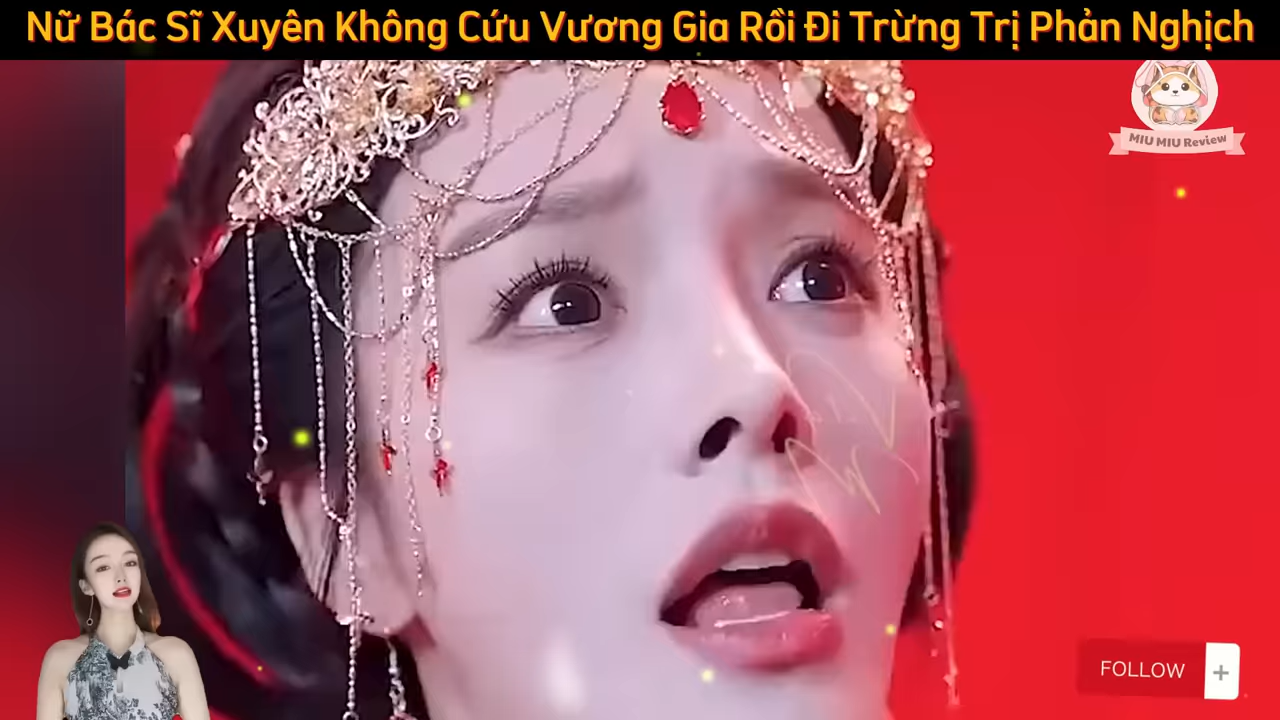 Nữ Bác Sĩ Xuyên Không Cứu Vương Gia Rồi Đi Trừng Trị Phản Nghịch
MIU MIU Review
FOLLOW +